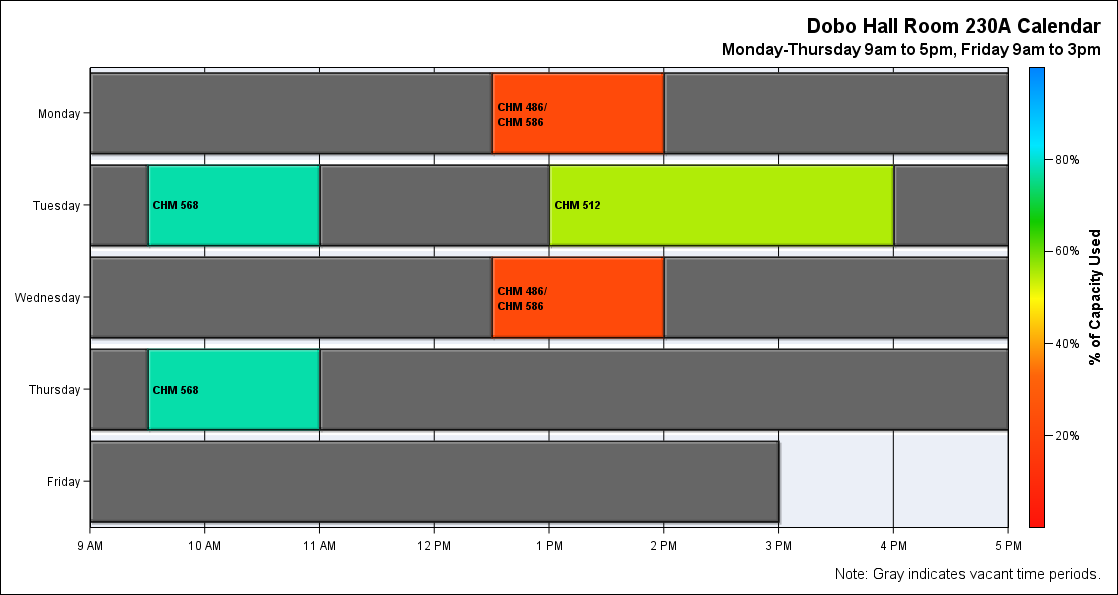 Dobo Hall Room 230A Calendar
Monday-Thursday 9am to 5pm, Friday 9am to 3pm
Monday
CHM 486/
CHM 586
Tuesday
CHM 568
CHM 512
Wednesday
CHM 486/
CHM 586
Thursday
CHM 568
Friday
9 AM
10 AM
11 AM
12 PM
1 PM
2 PM
3 PM
4 PM
5 PM
80%
60%
40%
20%
% of Capacity Used
Note: Gray indicates vacant time periods.